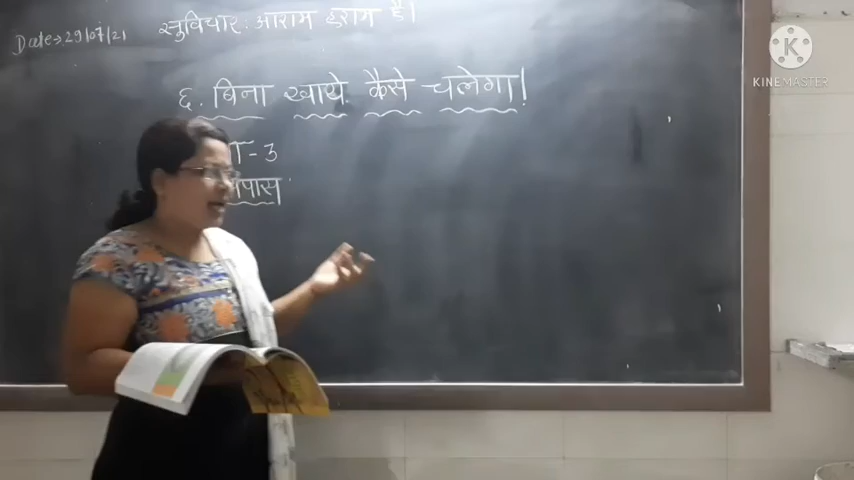 सुविचार: आराम हराम है।
Date→29/07/21
६. बिना खाये कैसे चलेगा!
- 3
K
KINEMASTER